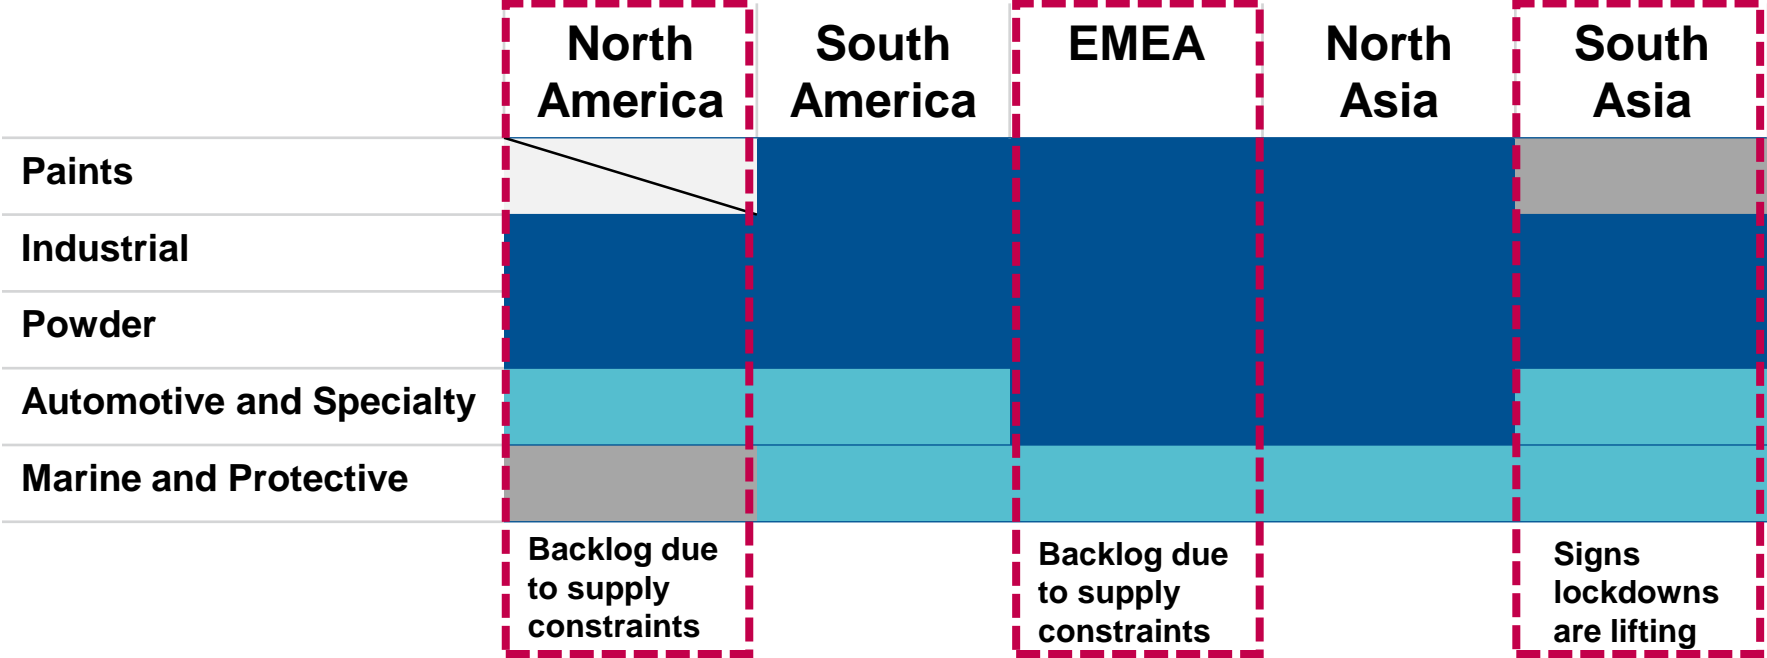 North
America
South
America
EMEA
North
Asia
South
Asia
Paints
Industrial
Powder
Automotive and Specialty
Marine and Protective
Backlog due
to supply
constraints
Backlog due
to supply
constraints
Signs
lockdowns
are lifting